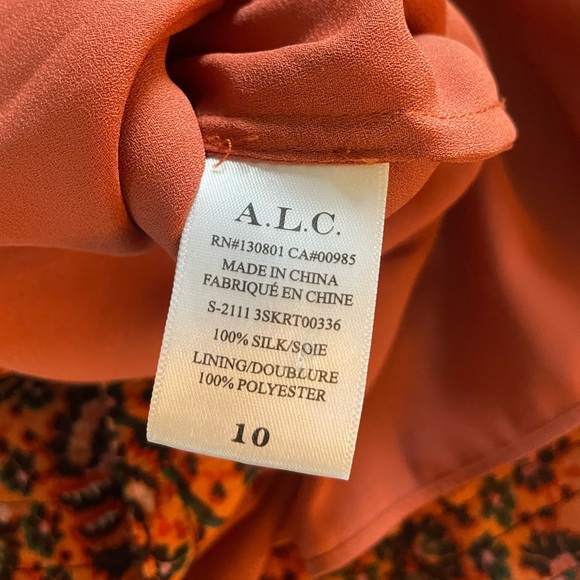 A.L.C.
RN#130801 CA#00985
MADE IN CHINA
FABRIQUÉ EN CHINE
S-2111 3SKRT00336
100% SILK/SOIE
LINING/DOUBLURE
100% POLYESTER
10